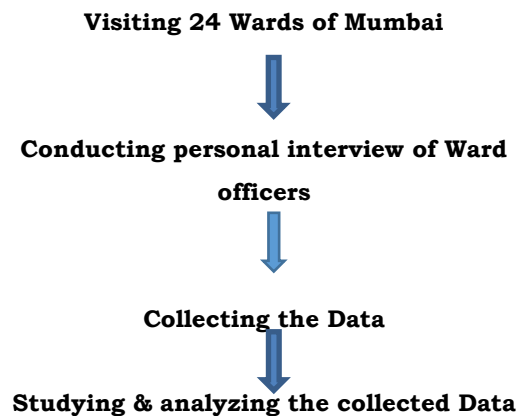 Visiting 24 Wards of Mumbai
Conducting personal interview of Ward
officers
Collecting the Data
Studying & analyzing the collected Data